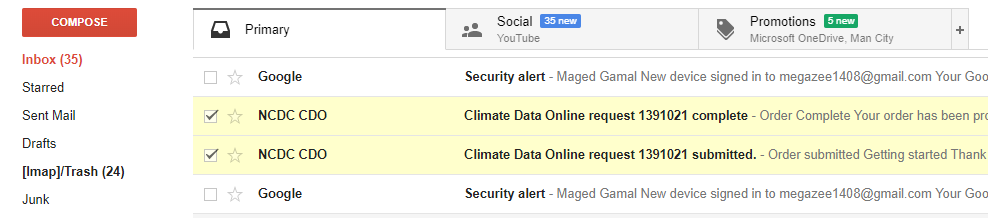 COMPOSE
Inbox (35)
Starred
Sent Mail
Drafts
[Imap]/Trash (24)
Junk
Primary
Social 35 new
YouTube
Promotions 5 new
Microsoft OneDrive, Man City
+
Google Security alert - Maged Gamal New device signed in to megazee1408@gmail.com Your Goo
NCDC CDO Climate Data Online request 1391021 complete - Order Complete Your order has been pro
NCDC CDO Climate Data Online request 1391021 submitted. - Order submitted Getting started Thank
Google Security alert - Maged Gamal New device signed in to megazee1408@gmail.com Your Goo